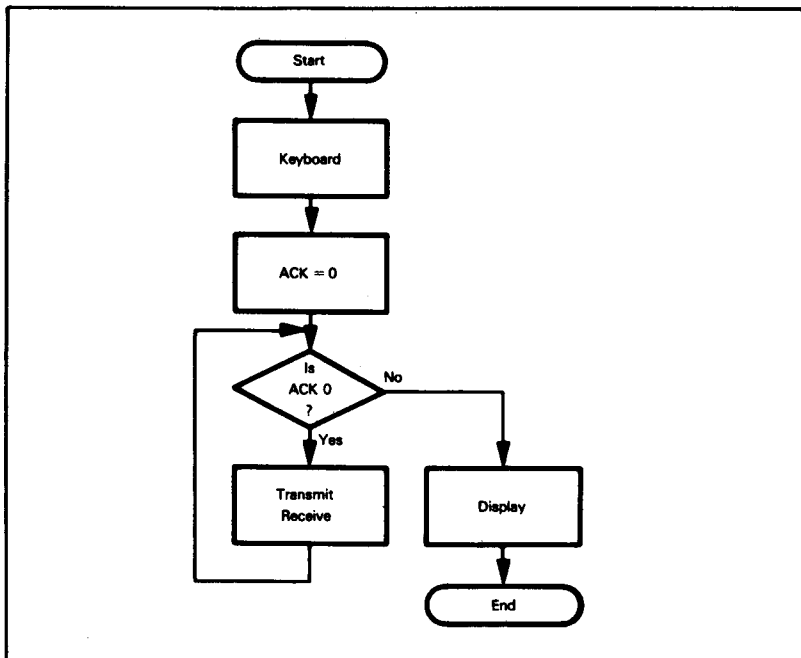 Start
Keyboard
ACK = 0
Is
ACK 0
?
No
Yes
Transmit
Receive
Display
End